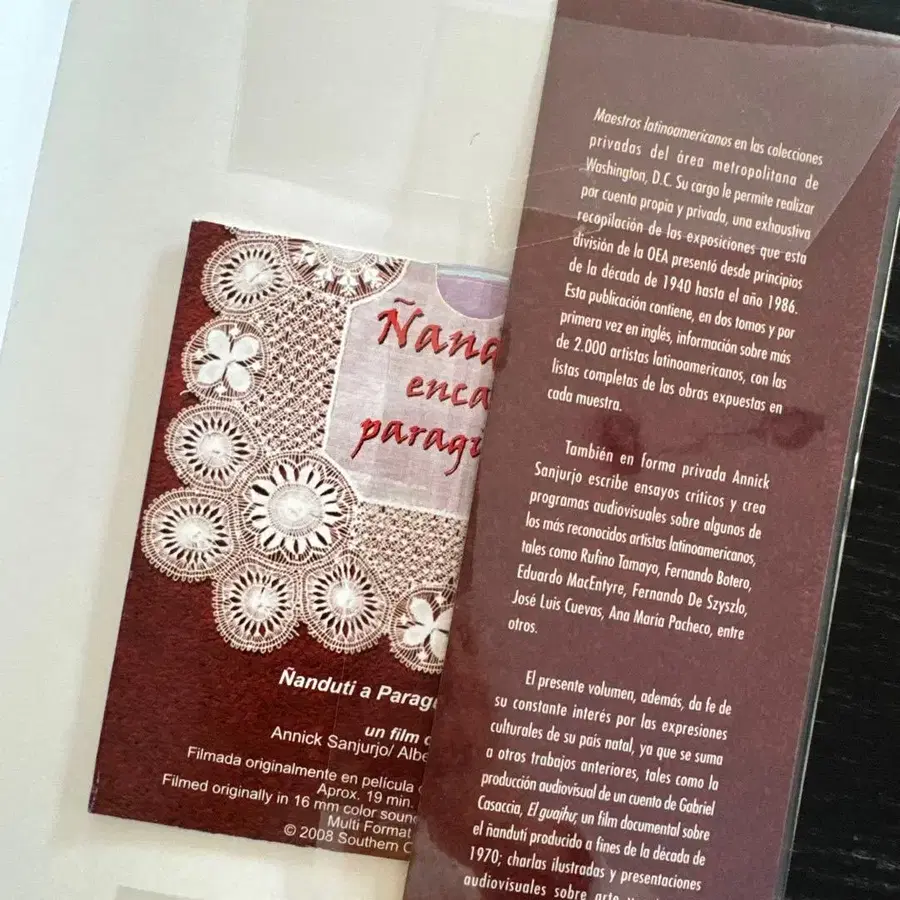 Ñand
enca
paragu
Ñanduti a Parag
un film d
Annick Sanjurjo/ Albe
Filmada originalmente en película
Aprox. 19 min.
Filmed originally in 16 mm color soun
Multi Format
© 2008 Southern C
Maestros latinoamericanos en las colecciones
privadas del área metropolitana de
Washington, D.C. Su cargo le permite realizar
por cuenta propia y privada, una exhaustiva
recopilación de las exposiciones que esta
división de la OEA presentó desde principios
de la década de 1940 hasta el año 1986.
Esta publicación contiene, en dos tomos y por
primera vez en inglés, información sobre más
de 2.000 artistas latinoamericanos, con las
listas completas de las obras expuestas en
cada muestra.
También en forma privada Annick
Sanjurjo escribe ensayos críticos y crea
programas audiovisuales sobre algunos de
los más reconocidos artistas latinoamericanos,
tales como Rufino Tamayo, Fernando Botero,
Eduardo MacEntyre, Fernando De Szyszlo,
José Luis Cuevas, Ana María Pacheco, entre
otros.
El presente volumen, además, da fe de
su constante interés por las expresiones
culturales de su país natal, ya que se suma
a otros trabajos anteriores, tales como la
producción audiovisual de un cuento de Gabriel
Casaccia, El guajhu; un film documental sobre
el ñanduti producido a fines de la década de
1970; charlas ilustradas y presentaciones
audiovisuales sobre arte